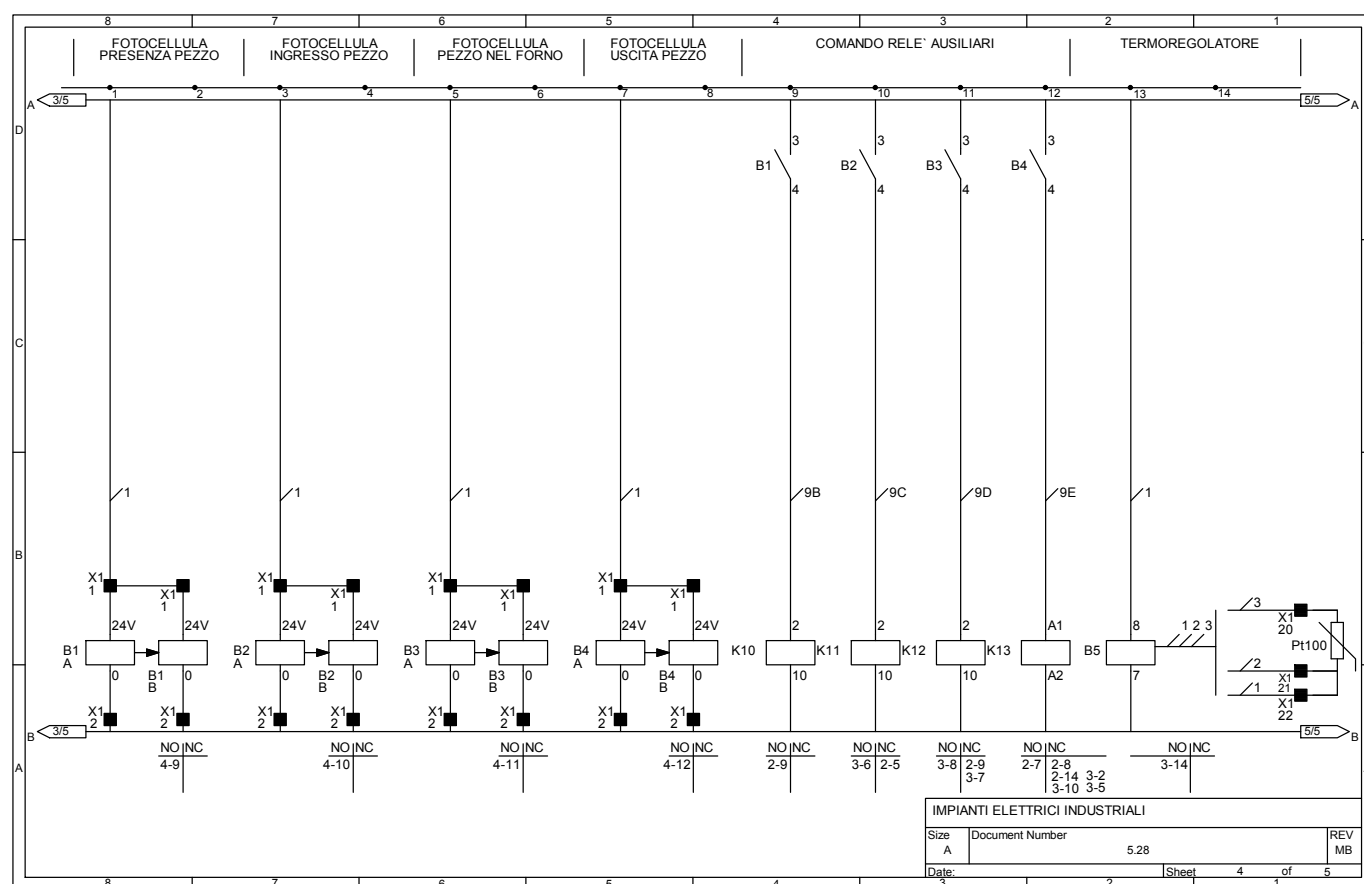 8 7 6 5 4 3 2 1
FOTOCELLULA
PRESENZA PEZZO
FOTOCELLULA
INGRESSO PEZZO
FOTOCELLULA
PEZZO NEL FORNO
FOTOCELLULA
USCITA PEZZO
COMANDO RELE` AUSILIARI
TERMOREGOLATORE
A 3/5 1 2 3 4 5 6 7 8 9 10 11 12 13 14 5/5 A
D
3 3 3 3
B1 B2 B3 B4
4 4 4 4
C
1 1 1 1 9B 9C 9D 9E 1
B
X1 X1 X1 X1 X1 X1 X1 X1
1 1 1 1 1 1 1 1
3
X1
20
24V 24V 24V 24V 24V 24V 24V 24V 2 2 2 A1 8
1 2 3
Pt100
B1 B2 B3 B4 K10 K11 K12 K13 B5
A A A A
0 0 0 0 0 0 0 0 10 10 10 A2 7
B1 B2 B3 B4
B B B B
2
X1
21
1
X1
22
X1 X1 X1 X1 X1 X1 X1 X1
2 2 2 2 2 2 2 2
B 3/5 5/5 B
NO NC NO NC NO NC NO NC NO NC NO NC NO NC NO NC NO NC
4-9 4-10 4-11 4-12 2-9 3-6 2-5 3-8 2-9 2-7 2-8 3-14
3-7 2-14 3-2
3-10 3-5
A
IMPIANTI ELETTRICI INDUSTRIALI
Size Document Number REV
A 5.28 MB
Date: Sheet 4 of 5
8 7 6 5 4 3 2 1